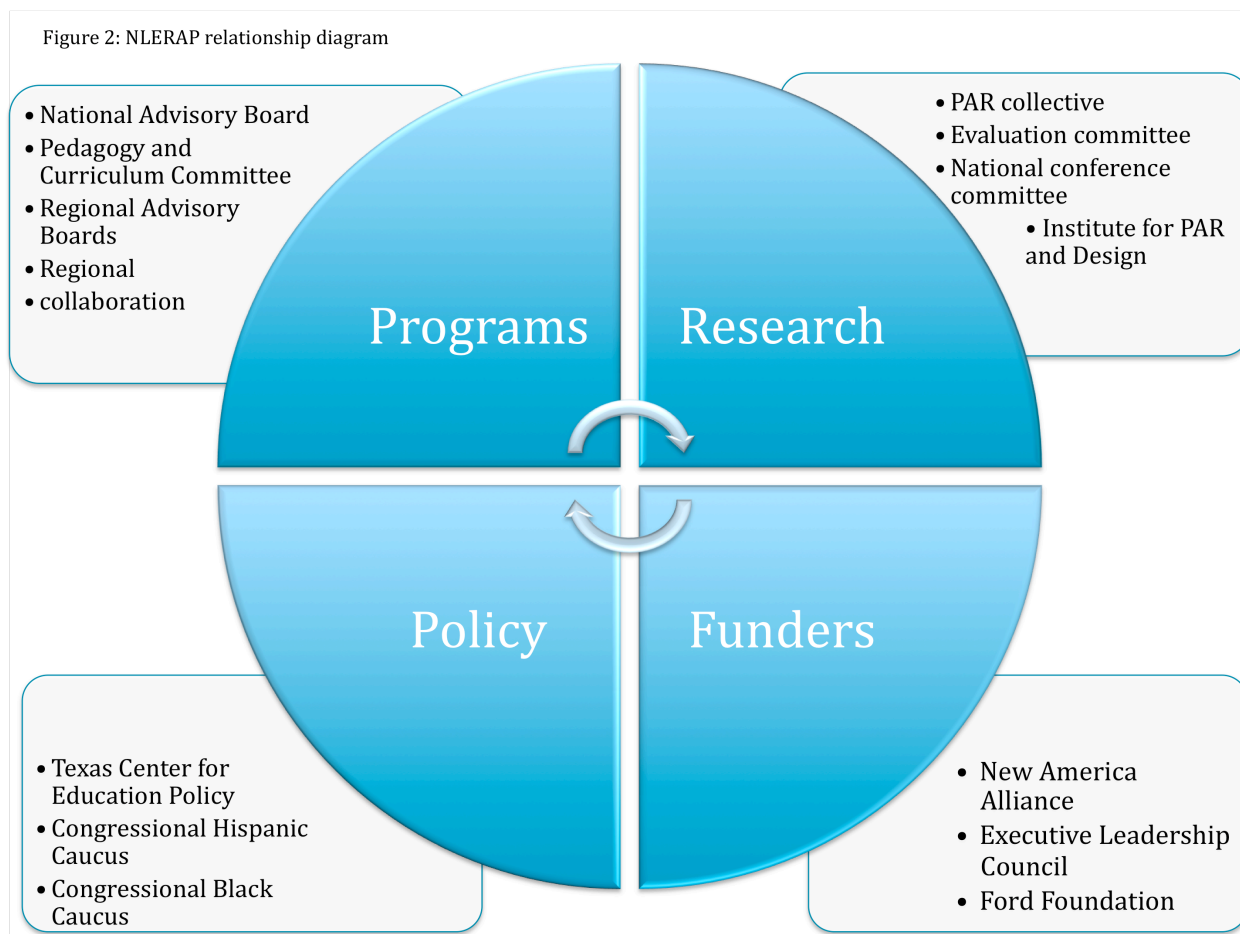 Figure 2: NLERAP relationship diagram
• National Advisory Board
• Pedagogy and
Curriculum Committee
• Regional Advisory
Boards
• Regional
• collaboration
• PAR collective
• Evaluation committee
• National conference
committee
• Institute for PAR
and Design
Programs
Research
Policy
Funders
• Texas Center for
Education Policy
• Congressional Hispanic
Caucus
• Congressional Black
Caucus
• New America
Alliance
• Executive Leadership
Council
• Ford Foundation